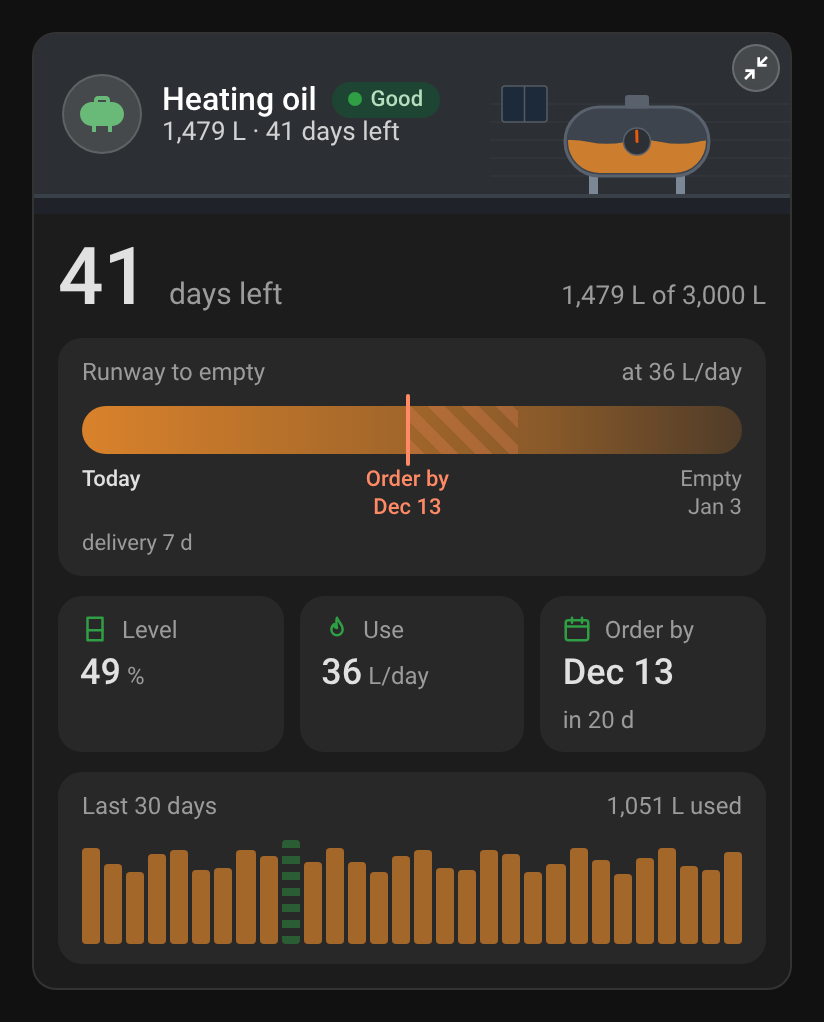 Heating oil
Good
1,479 L · 41 days left
41 days left
1,479 L of 3,000 L
Runway to empty
at 36 L/day
Today
Order by
Dec 13
Empty
Jan 3
delivery 7 d
Level
49 %
Use
36 L/day
Order by
Dec 13
in 20 d
Last 30 days
1,051 L used